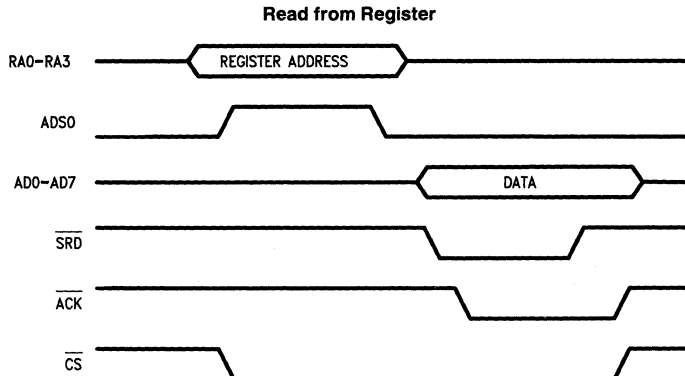 Read from Register
RA0-RA3 REGISTER ADDRESS
ADS0
AD0-AD7 DATA
SRD
ACK
CS